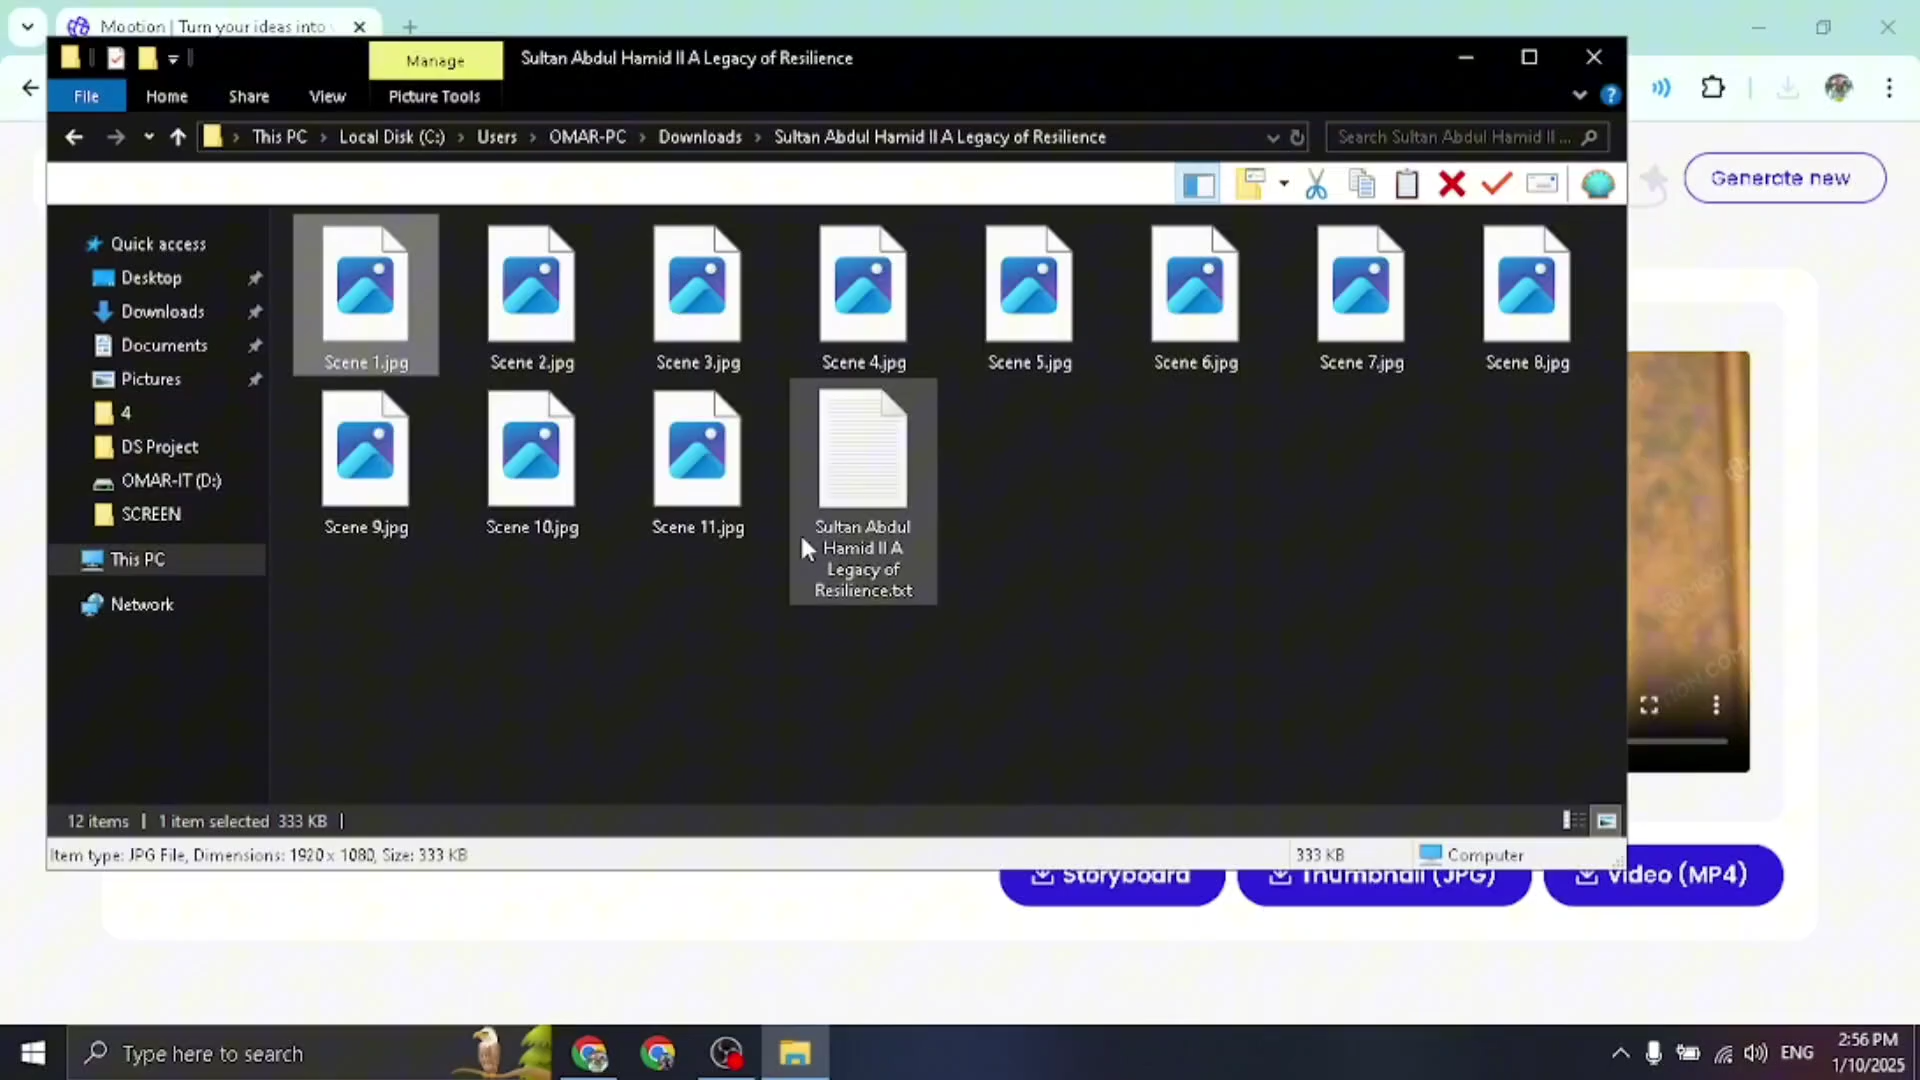 Mootion | Turn your ideas into
Manage
Sultan Abdul Hamid II A Legacy of Resilience
File
Home
Share
View
Picture Tools
This PC
Local Disk (C:)
Users
OMAR-PC
Downloads
Sultan Abdul Hamid II A Legacy of Resilience
Search Sultan Abdul Hamid II ...
Generate new
Quick access
Desktop
Downloads
Documents
Pictures
4
DS Project
OMAR-IT (D:)
SCREEN
This PC
Network
Scene 1.jpg
Scene 2.jpg
Scene 3.jpg
Scene 4.jpg
Scene 5.jpg
Scene 6.jpg
Scene 7.jpg
Scene 8.jpg
Scene 9.jpg
Scene 10.jpg
Scene 11.jpg
Sultan Abdul
Hamid II A
Legacy of
Resilience.txt
12 items
1 item selected 333 KB
Item type: JPG File, Dimensions: 1920 x 1080, Size: 333 KB
333 KB
Computer
Storyboard
Thumbnail (JPG)
Video (MP4)
Type here to search
ENG
2:56 PM
1/10/2025